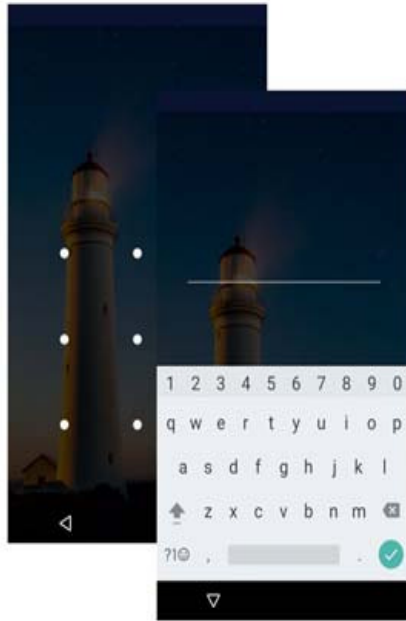 1 2 3 4 5 6 7 8 9 0
q w e r t y u i o p
a s d f g h j k l
z x c v b n m
?1☺ , .